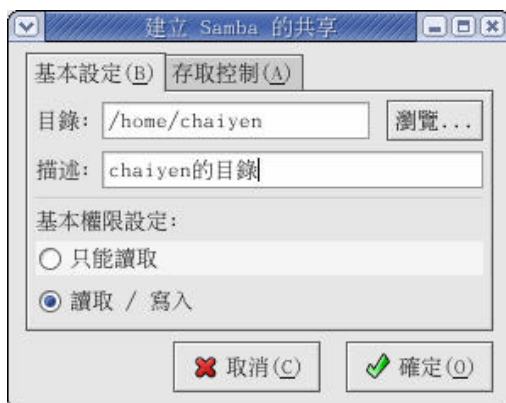 建立 Samba 的共享
基本設定(B) 存取控制(A)
目錄: /home/chaiyen 瀏覽...
描述: chaiyen的目錄
基本權限設定:
只能讀取
讀取 / 寫入
取消(C) 確定(O)